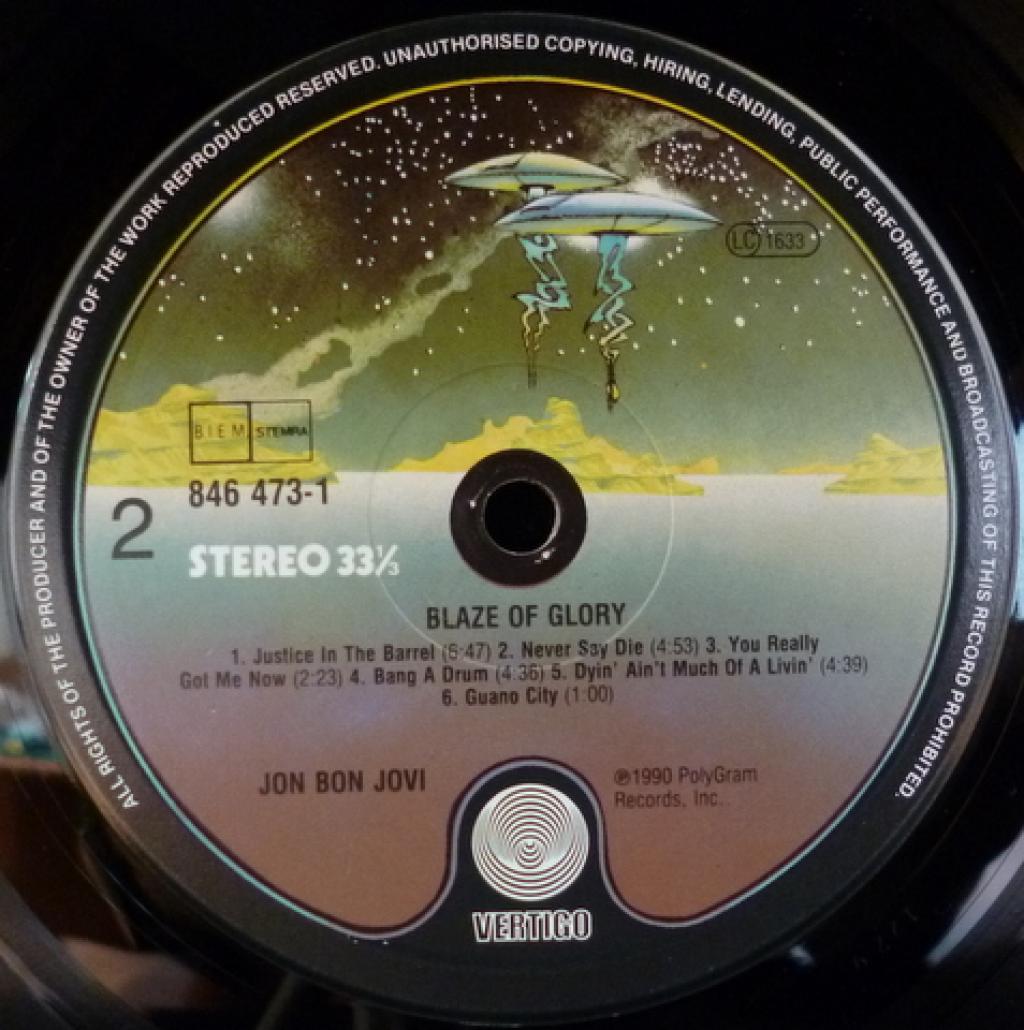 ALL RIGHTS OF THE PRODUCER AND OF THE OWNER OF THE WORK REPRODUCED RESERVED. UNAUTHORISED COPYING, HIRING, LENDING, PUBLIC PERFORMANCE AND BROADCASTING OF THIS RECORD PROHIBITED.
LC 1633
BIEM STEMRA
846 473-1
2
STEREO 33⅓
BLAZE OF GLORY
1. Justice In The Barrel (6:47) 2. Never Say Die (4:53) 3. You Really
Got Me Now (2:23) 4. Bang A Drum (4:36) 5. Dyin' Ain't Much Of A Livin' (4:39)
6. Guano City (1:00)
JON BON JOVI
℗1990 PolyGram
Records, Inc..
VERTIGO